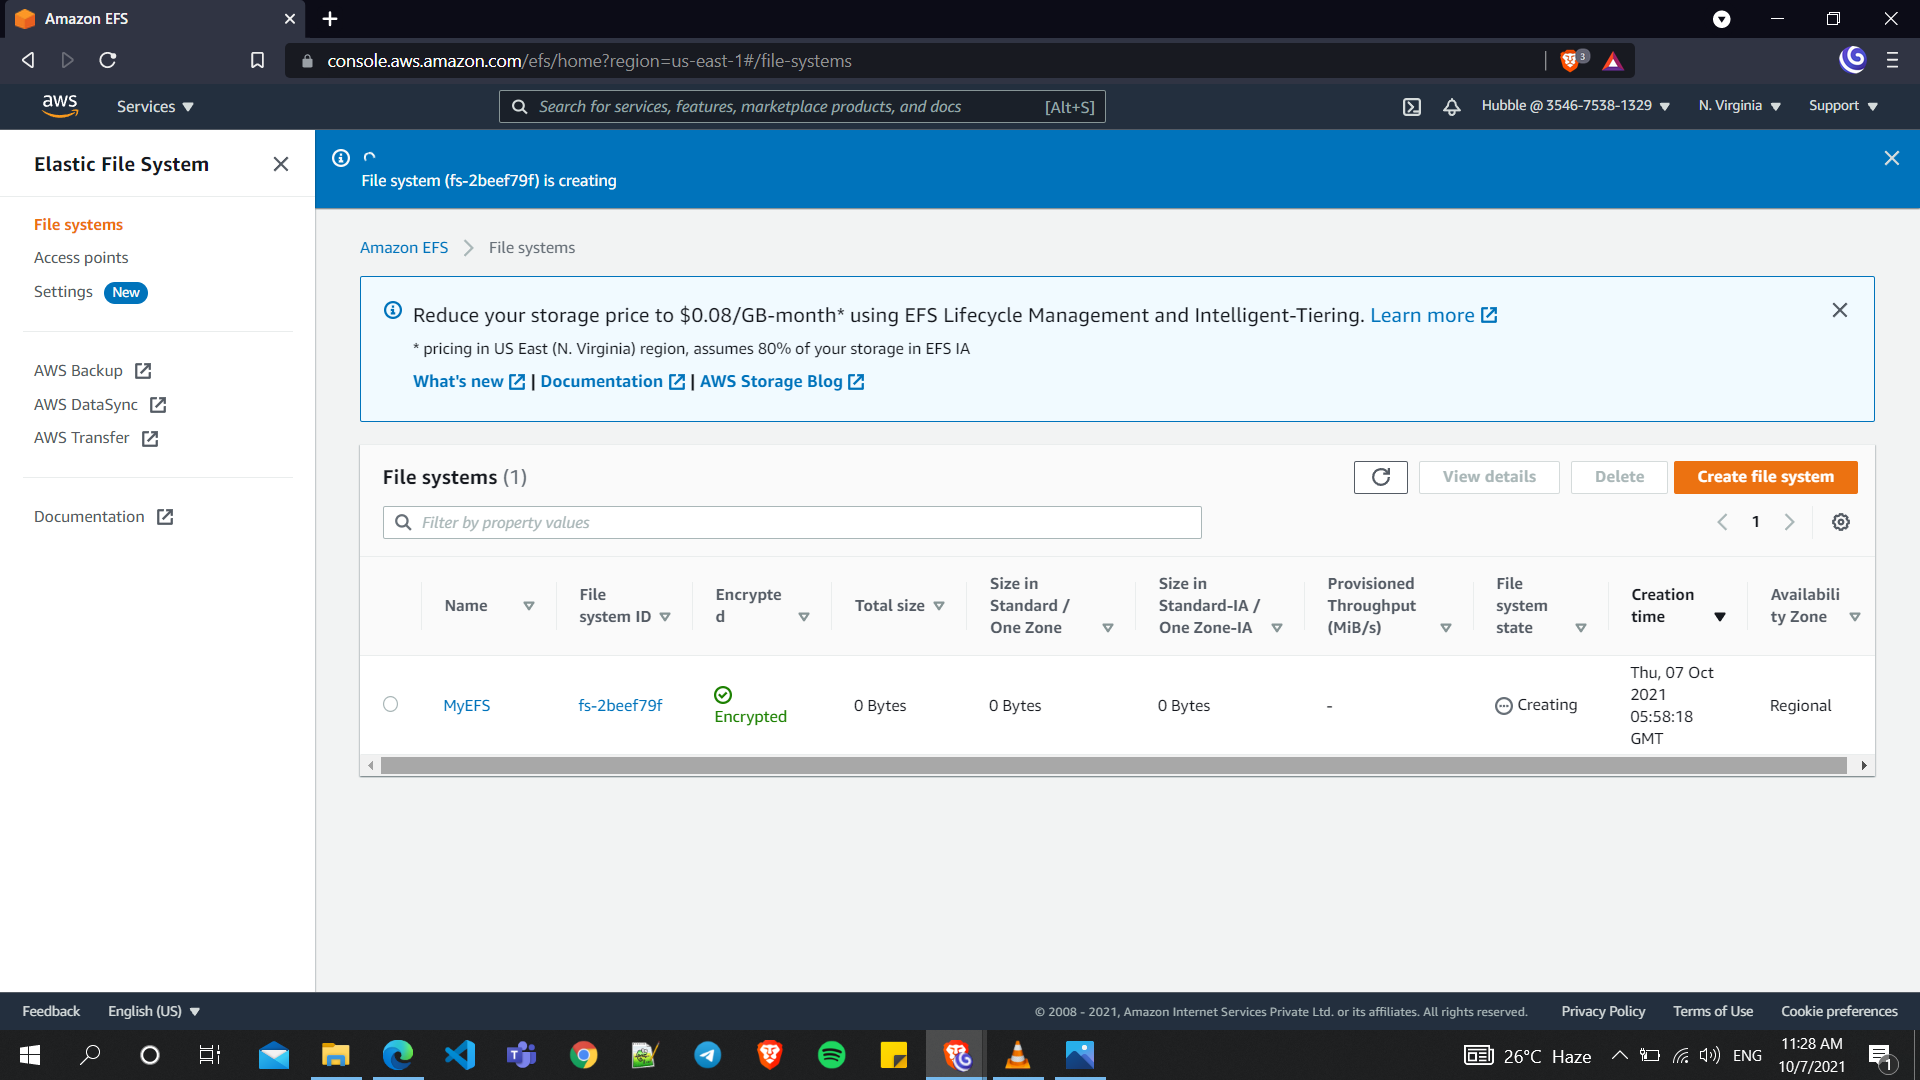 Amazon EFS
console.aws.amazon.com/efs/home?region=us-east-1#/file-systems
3
aws
Services
Search for services, features, marketplace products, and docs
[Alt+S]
Hubble @ 3546-7538-1329
N. Virginia
Support
Elastic File System
File systems
Access points
Settings New
AWS Backup
AWS DataSync
AWS Transfer
Documentation
File system (fs-2beef79f) is creating
Amazon EFS
File systems
Reduce your storage price to $0.08/GB-month* using EFS Lifecycle Management and Intelligent-Tiering. Learn more
* pricing in US East (N. Virginia) region, assumes 80% of your storage in EFS IA
What's new | Documentation | AWS Storage Blog
File systems (1)
View details
Delete
Create file system
Filter by property values
1
Name
File
system ID
Encrypte
d
Total size
Size in
Standard /
One Zone
Size in
Standard-IA /
One Zone-IA
Provisioned
Throughput
(MiB/s)
File
system
state
Creation
time
Availabili
ty Zone
MyEFS
fs-2beef79f
Encrypted
0 Bytes
0 Bytes
0 Bytes
-
Creating
Thu, 07 Oct
2021
05:58:18
GMT
Regional
Feedback
English (US)
© 2008 - 2021, Amazon Internet Services Private Ltd. or its affiliates. All rights reserved.
Privacy Policy
Terms of Use
Cookie preferences
26°C Haze
ENG
11:28 AM
10/7/2021
1